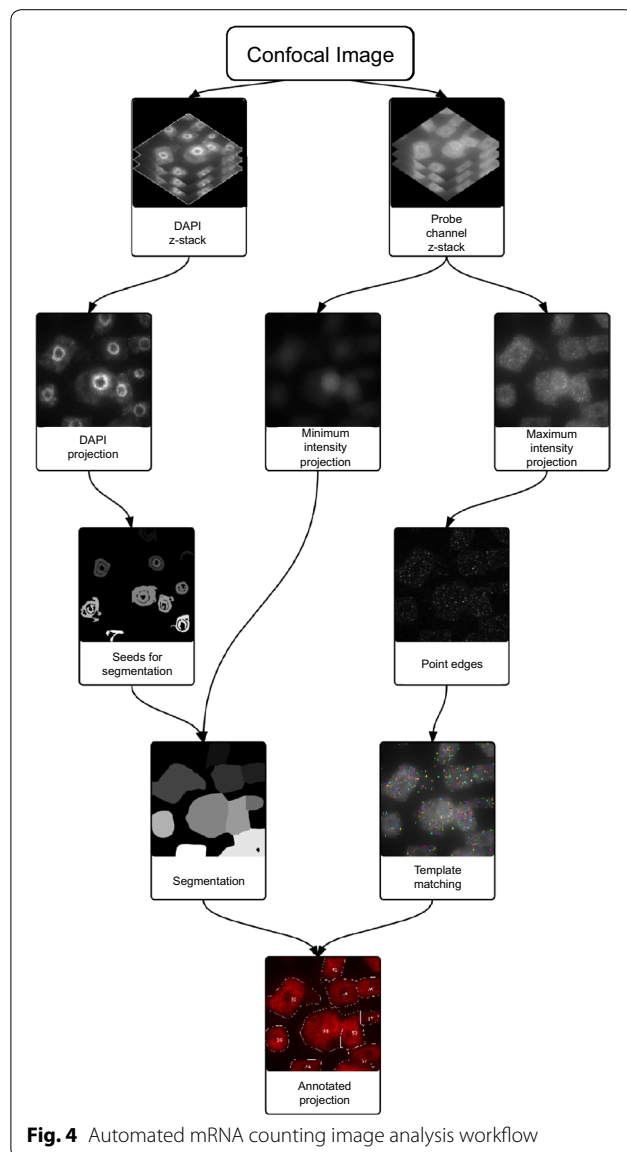 Confocal Image
DAPI
z-stack
Probe
channel
z-stack
DAPI
projection
Minimum
intensity
projection
Maximum
intensity
projection
Seeds for
segmentation
Point edges
Segmentation
Template
matching
Annotated
projection
Fig. 4 Automated mRNA counting image analysis workflow